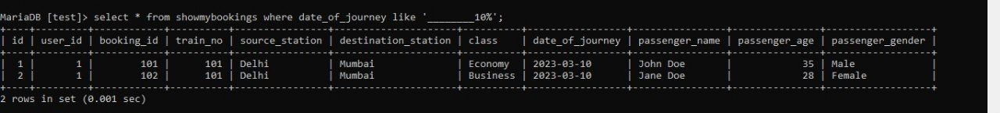 MariaDB [test]> select * from showmybookings where date_of_journey like '________10%';
+----+---------+------------+----------+----------------+---------------------+----------+-----------------+----------------+---------------+------------------+
| id | user_id | booking_id | train_no | source_station | destination_station | class    | date_of_journey | passenger_name | passenger_age | passenger_gender |
+----+---------+------------+----------+----------------+---------------------+----------+-----------------+----------------+---------------+------------------+
|  1 |       1 |        101 |      101 | Delhi          | Mumbai              | Economy  | 2023-03-10      | John Doe       |            35 | Male             |
|  2 |       1 |        102 |      101 | Delhi          | Mumbai              | Business | 2023-03-10      | Jane Doe       |            28 | Female           |
+----+---------+------------+----------+----------------+---------------------+----------+-----------------+----------------+---------------+------------------+
2 rows in set (0.001 sec)